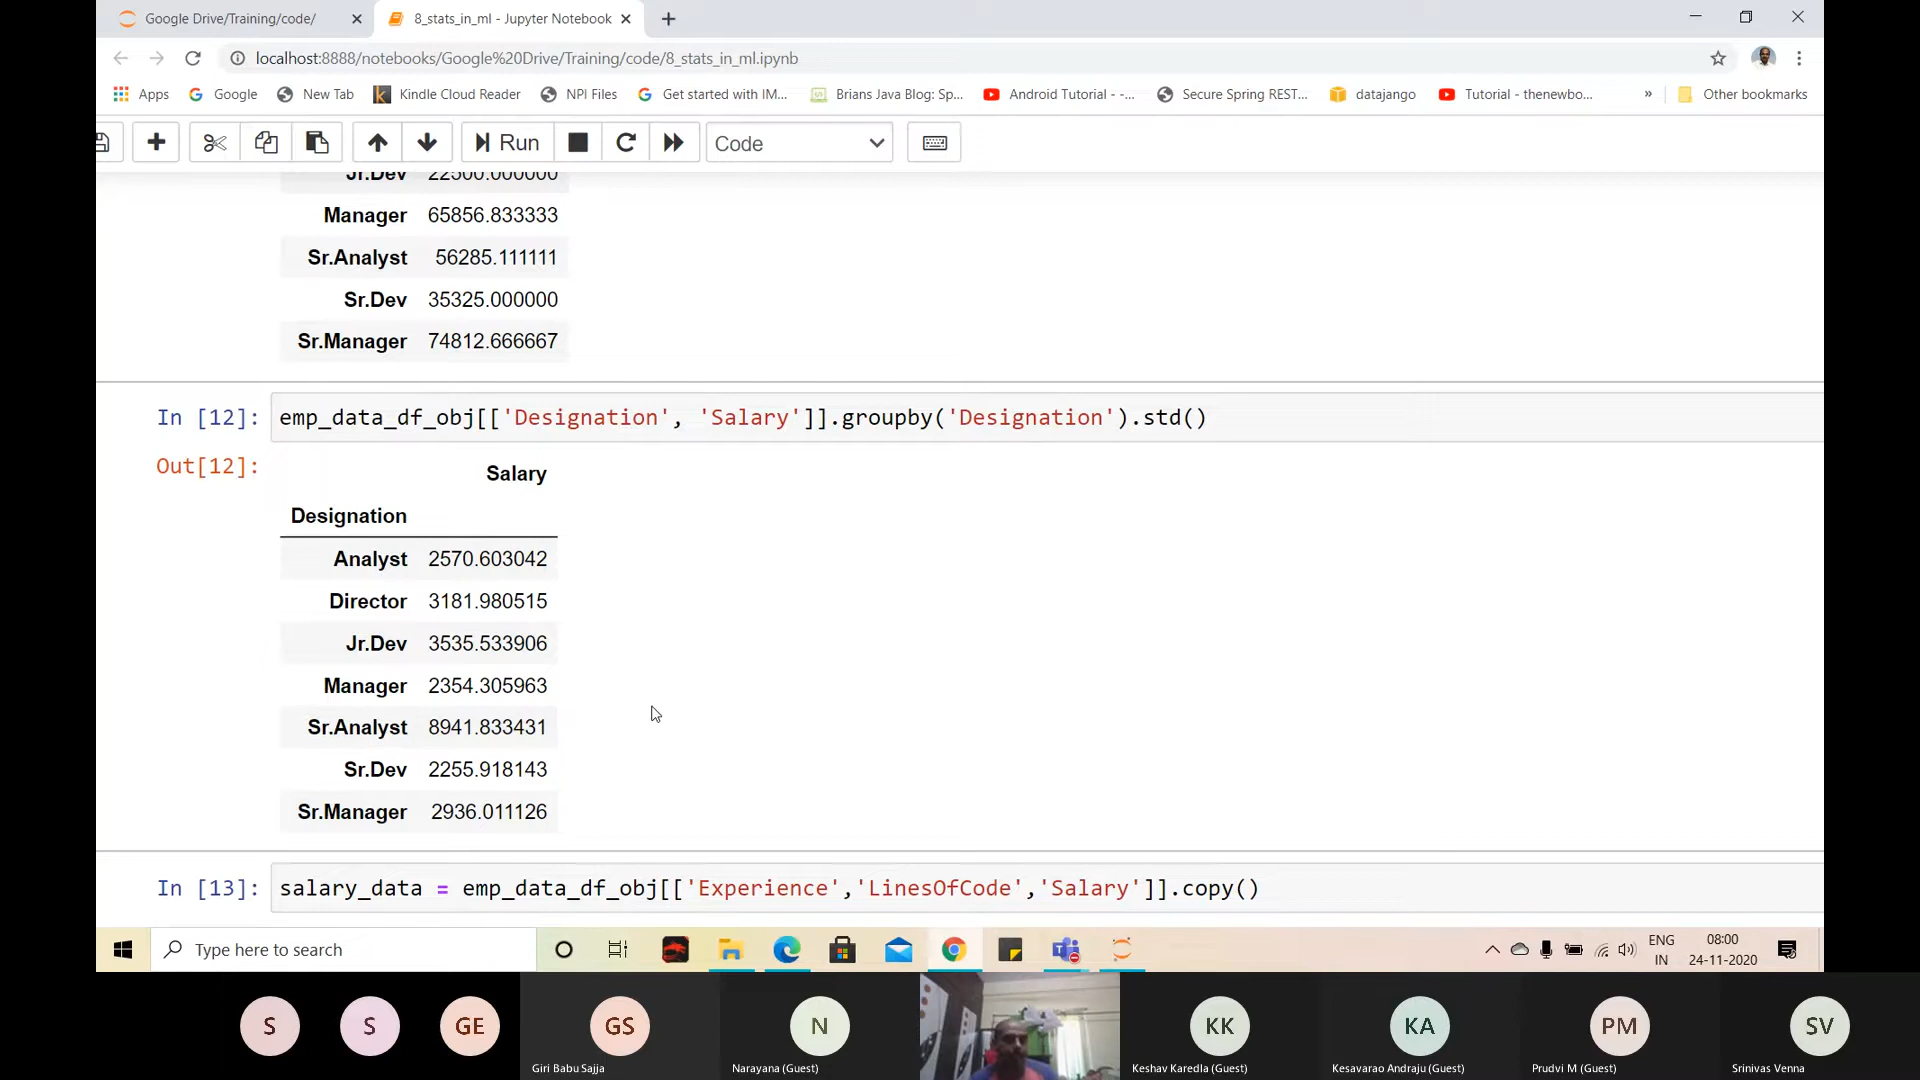 Google Drive/Training/code/
8_stats_in_ml - Jupyter Notebook
localhost:8888/notebooks/Google%20Drive/Training/code/8_stats_in_ml.ipynb
Apps
Google
New Tab
Kindle Cloud Reader
NPI Files
Get started with IM...
Brians Java Blog: Sp...
Android Tutorial - -...
Secure Spring REST...
datajango
Tutorial - thenewbo...
»
Other bookmarks
Run
Code
Jr.Dev 22500.000000
Manager 65856.833333
Sr.Analyst 56285.111111
Sr.Dev 35325.000000
Sr.Manager 74812.666667
In [12]: emp_data_df_obj[['Designation', 'Salary']].groupby('Designation').std()
Out[12]:
Salary
Designation
Analyst 2570.603042
Director 3181.980515
Jr.Dev 3535.533906
Manager 2354.305963
Sr.Analyst 8941.833431
Sr.Dev 2255.918143
Sr.Manager 2936.011126
In [13]: salary_data = emp_data_df_obj[['Experience','LinesOfCode','Salary']].copy()
Type here to search
ENG
IN
08:00
24-11-2020
S
S
GE
GS
Giri Babu Sajja
N
Narayana (Guest)
KK
Keshav Karedla (Guest)
KA
Kesavarao Andraju (Guest)
PM
Prudvi M (Guest)
SV
Srinivas Venna